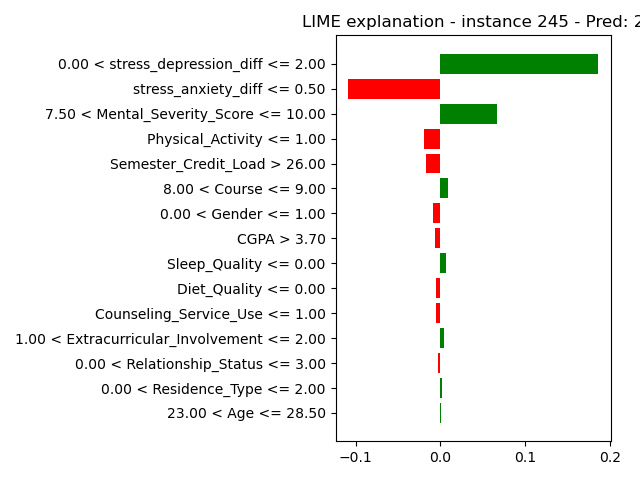 LIME explanation - instance 245 - Pred: 2
0.00 < stress_depression_diff <= 2.00
stress_anxiety_diff <= 0.50
7.50 < Mental_Severity_Score <= 10.00
Physical_Activity <= 1.00
Semester_Credit_Load > 26.00
8.00 < Course <= 9.00
0.00 < Gender <= 1.00
CGPA > 3.70
Sleep_Quality <= 0.00
Diet_Quality <= 0.00
Counseling_Service_Use <= 1.00
1.00 < Extracurricular_Involvement <= 2.00
0.00 < Relationship_Status <= 3.00
0.00 < Residence_Type <= 2.00
23.00 < Age <= 28.50
−0.1 0.0 0.1 0.2